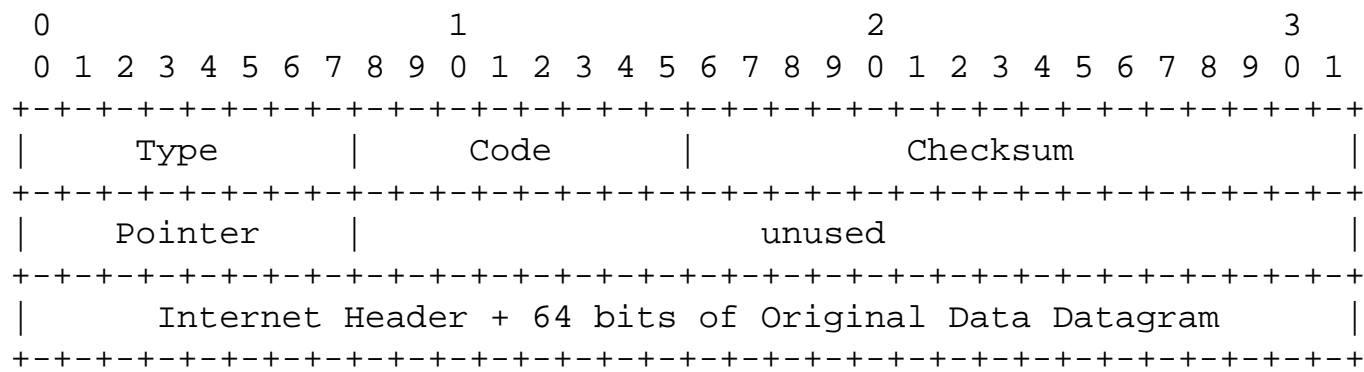 0                   1                   2                   3
 0 1 2 3 4 5 6 7 8 9 0 1 2 3 4 5 6 7 8 9 0 1 2 3 4 5 6 7 8 9 0 1
+-+-+-+-+-+-+-+-+-+-+-+-+-+-+-+-+-+-+-+-+-+-+-+-+-+-+-+-+-+-+-+-+
|     Type      |     Code      |          Checksum             |
+-+-+-+-+-+-+-+-+-+-+-+-+-+-+-+-+-+-+-+-+-+-+-+-+-+-+-+-+-+-+-+-+
|    Pointer    |                   unused                      |
+-+-+-+-+-+-+-+-+-+-+-+-+-+-+-+-+-+-+-+-+-+-+-+-+-+-+-+-+-+-+-+-+
|      Internet Header + 64 bits of Original Data Datagram      |
+-+-+-+-+-+-+-+-+-+-+-+-+-+-+-+-+-+-+-+-+-+-+-+-+-+-+-+-+-+-+-+-+